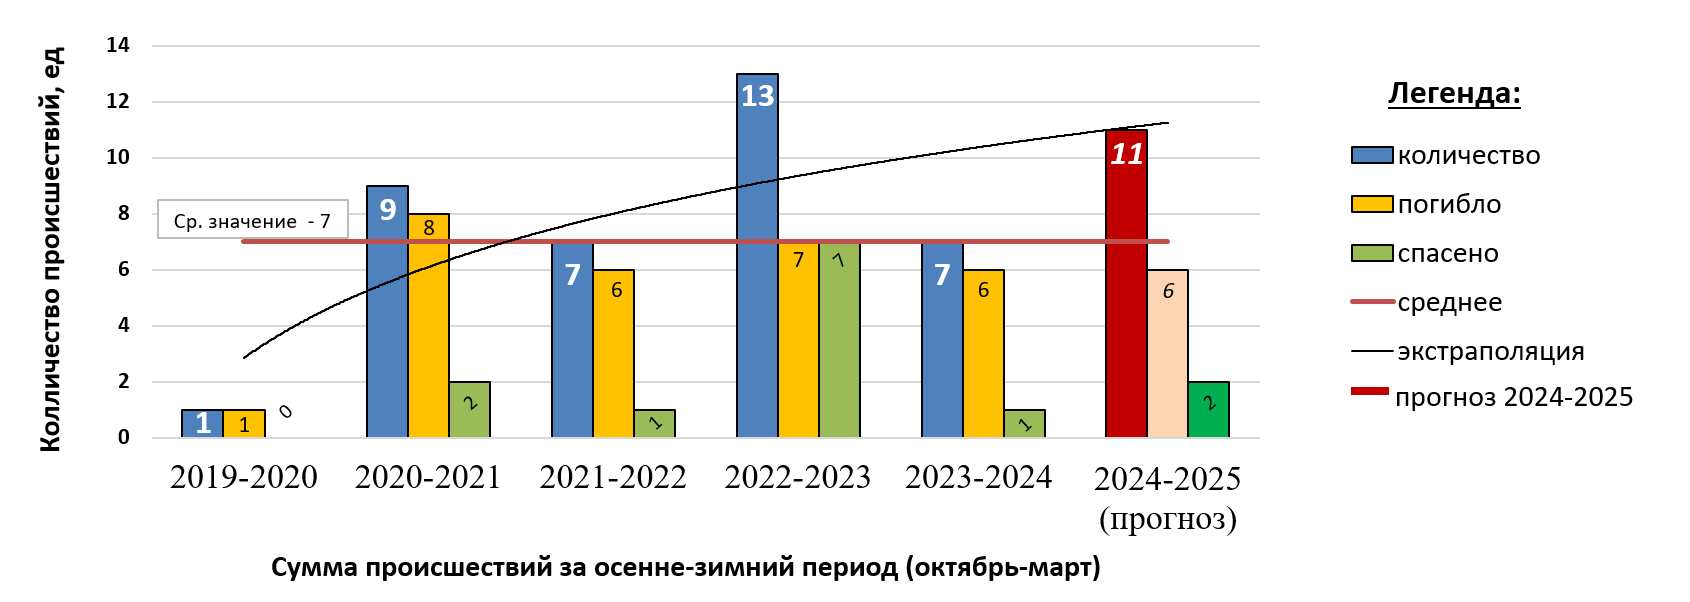 Колличество происшествий, ед
14
12
10
8
6
4
2
0
Ср. значение - 7
1
1
0
9
8
2
7
6
1
13
7
7
7
6
1
11
6
2
2019-2020
2020-2021
2021-2022
2022-2023
2023-2024
2024-2025
(прогноз)
Сумма происшествий за осенне-зимний период (октябрь-март)
Легенда:
количество
погибло
спасено
среднее
экстраполяция
прогноз 2024-2025